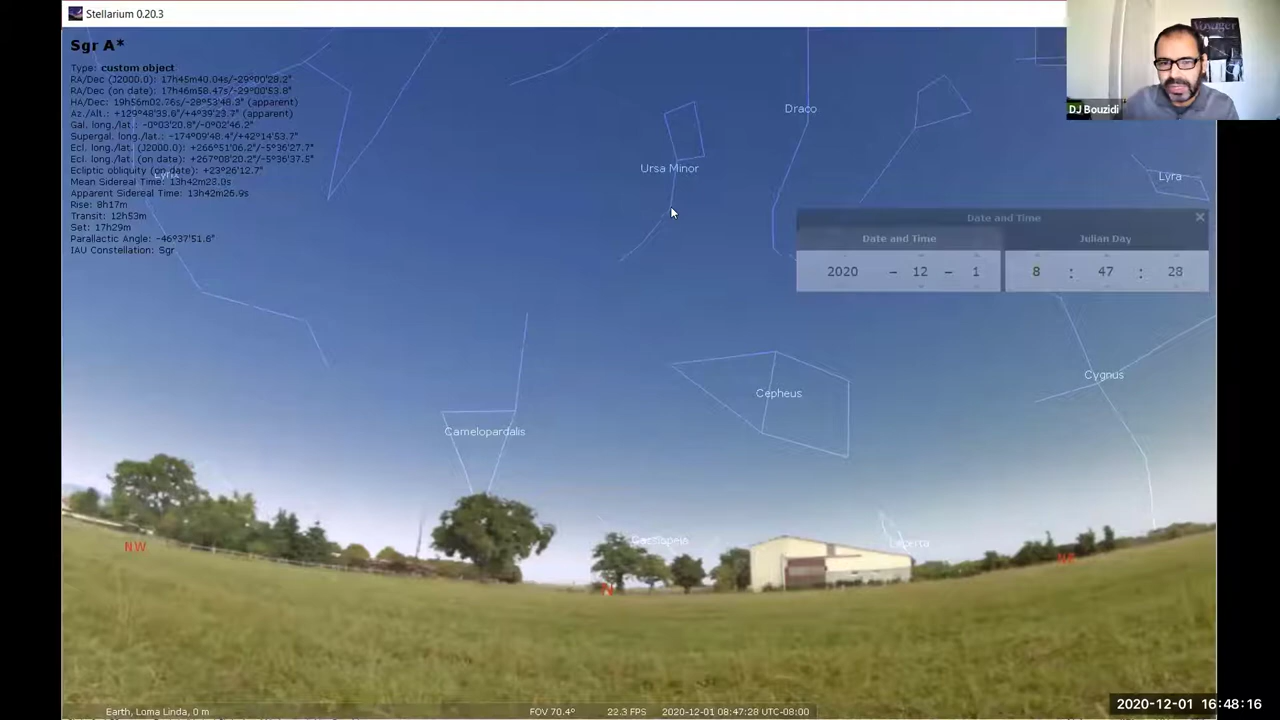 Stellarium 0.20.3
Voyager
DJ Bouzidi
Sgr A*
Type: custom object
RA/Dec (J2000.0): 17h45m40.04s/-29°00'28.2"
RA/Dec (on date): 17h46m58.47s/-29°00'53.8"
HA/Dec: 19h56m02.76s/-28°53'48.3" (apparent)
Az./Alt.: +129°48'35.8"/+4°39'23.7" (apparent)
Gal. long./lat.: -0°03'20.8"/-0°02'46.2"
Supergal. long./lat.: -174°09'48.4"/+42°14'53.7"
Ecl. long./lat. (J2000.0): +266°51'06.2"/-5°36'27.7"
Ecl. long./lat. (on date): +267°08'20.2"/-5°36'37.5"
Ecliptic obliquity (on date): +23°26'12.7"
Mean Sidereal Time: 13h42m28.0s
Apparent Sidereal Time: 13h42m26.9s
Rise: 8h17m
Transit: 12h53m
Set: 17h29m
Parallactic Angle: -46°37'51.8"
IAU Constellation: Sgr
Draco
Ursa Minor
Lyra
Date and Time
Date and Time Julian Day
2020 - 12 - 1 8 : 47 : 28
Cygnus
Cepheus
Camelopardalis
Cassiopeia
Lacerta
NW
N
NE
Earth, Loma Linda, 0 m FOV 70.4° 22.3 FPS 2020-12-01 08:47:28 UTC-08:00
2020-12-01 16:48:16